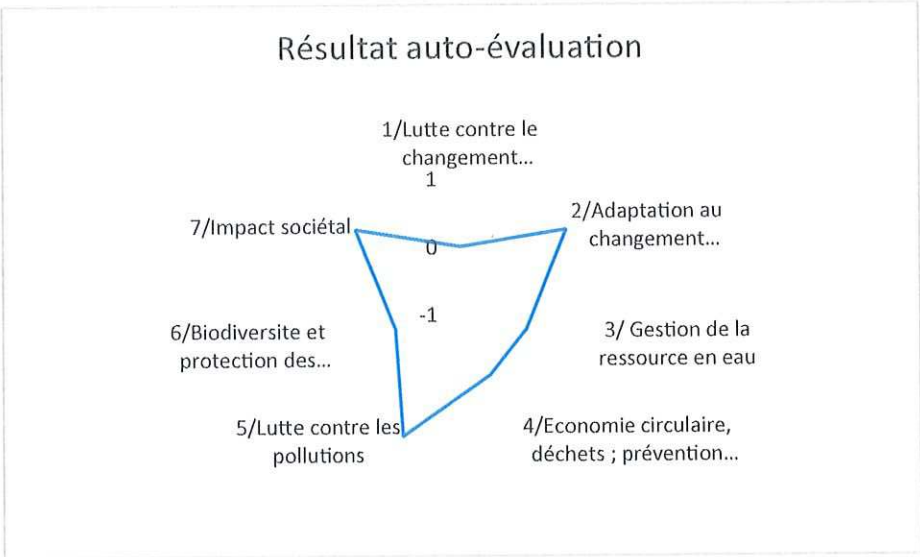 Résultat auto-évaluation
1/Lutte contre le
changement...
1
2/Adaptation au
changement...
7/Impact sociétal
0
-1
3/ Gestion de la
ressource en eau
6/Biodiversite et
protection des...
5/Lutte contre les
pollutions
4/Economie circulaire,
déchets ; prévention...